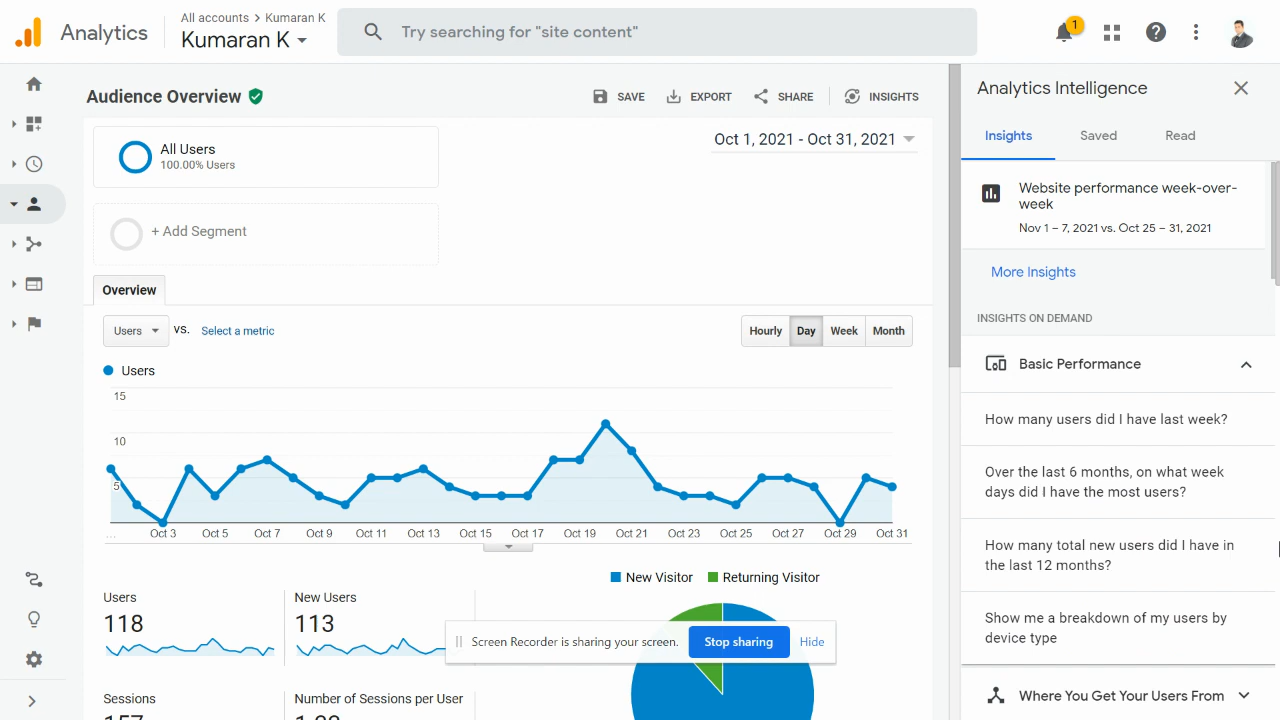 Analytics
All accounts > Kumaran K
Kumaran K
Try searching for "site content"
1
Audience Overview
SAVE
EXPORT
SHARE
INSIGHTS
All Users
100.00% Users
Oct 1, 2021 - Oct 31, 2021
+ Add Segment
Overview
Users
vs.
Select a metric
Hourly
Day
Week
Month
Users
15
10
5
...
Oct 3
Oct 5
Oct 7
Oct 9
Oct 11
Oct 13
Oct 15
Oct 17
Oct 19
Oct 21
Oct 23
Oct 25
Oct 27
Oct 29
Oct 31
New Visitor
Returning Visitor
Users
118
New Users
113
Screen Recorder is sharing your screen.
Stop sharing
Hide
Sessions
Number of Sessions per User
Analytics Intelligence
Insights
Saved
Read
Website performance week-over-
week
Nov 1 – 7, 2021 vs. Oct 25 – 31, 2021
More Insights
INSIGHTS ON DEMAND
Basic Performance
How many users did I have last week?
Over the last 6 months, on what week
days did I have the most users?
How many total new users did I have in
the last 12 months?
Show me a breakdown of my users by
device type
Where You Get Your Users From